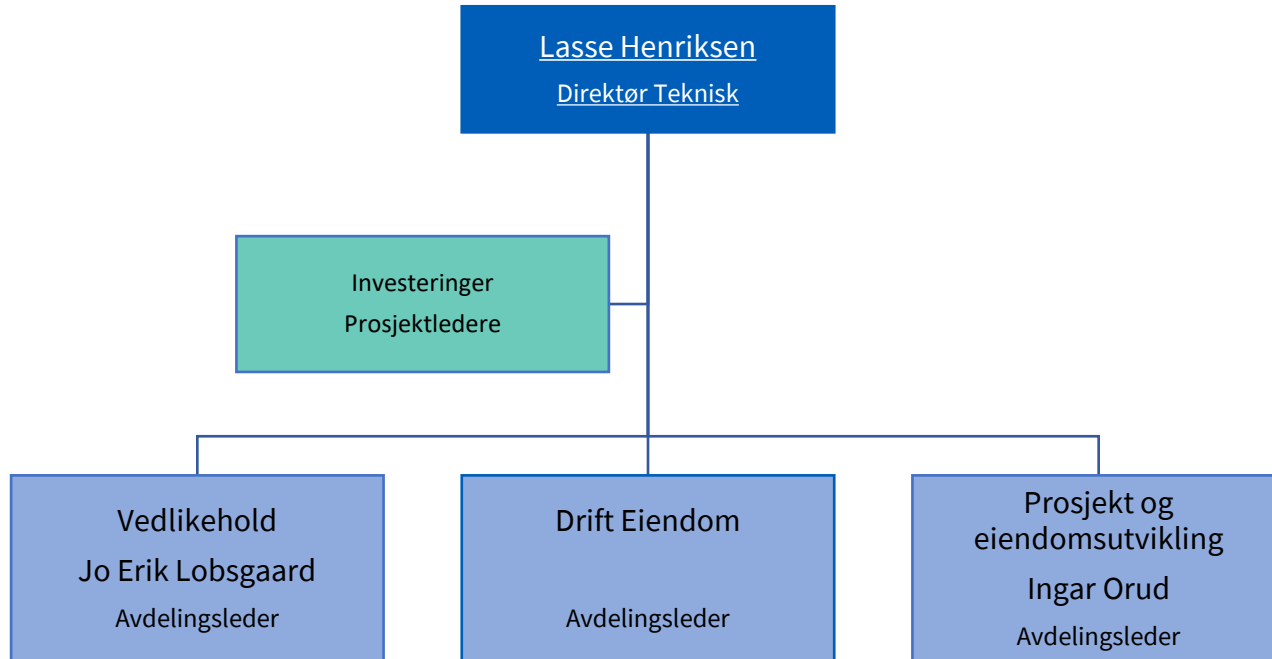 Lasse Henriksen
Direktør Teknisk
Investeringer
Prosjektledere
Vedlikehold
Jo Erik Lobsgaard
Avdelingsleder
Drift Eiendom
Avdelingsleder
Prosjekt og
eiendomsutvikling
Ingar Orud
Avdelingsleder